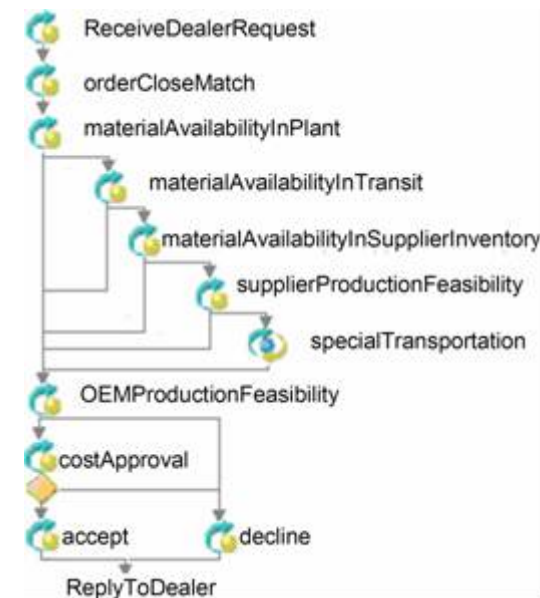 ReceiveDealerRequest
orderCloseMatch
materialAvailabilityInPlant
materialAvailabilityInTransit
materialAvailabilityInSupplierInventory
supplierProductionFeasibility
specialTransportation
OEMProductionFeasibility
costApproval
accept
decline
ReplyToDealer